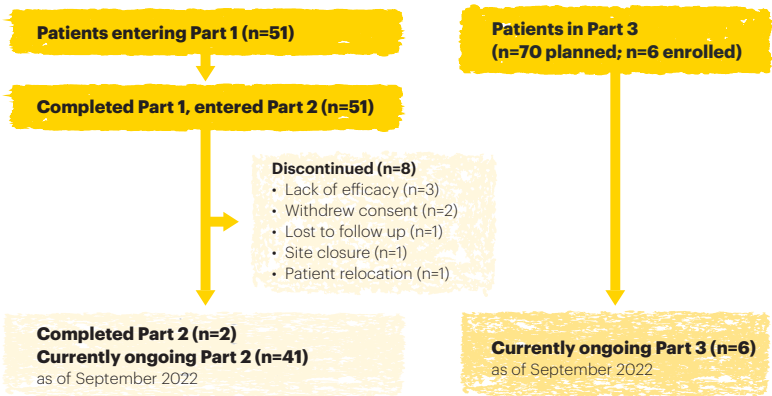 Patients entering Part 1 (n=51)
Completed Part 1, entered Part 2 (n=51)
Discontinued (n=8)
• Lack of efficacy (n=3)
• Withdrew consent (n=2)
• Lost to follow up (n=1)
• Site closure (n=1)
• Patient relocation (n=1)
Completed Part 2 (n=2)
Currently ongoing Part 2 (n=41)
as of September 2022
Patients in Part 3
(n=70 planned; n=6 enrolled)
Currently ongoing Part 3 (n=6)
as of September 2022